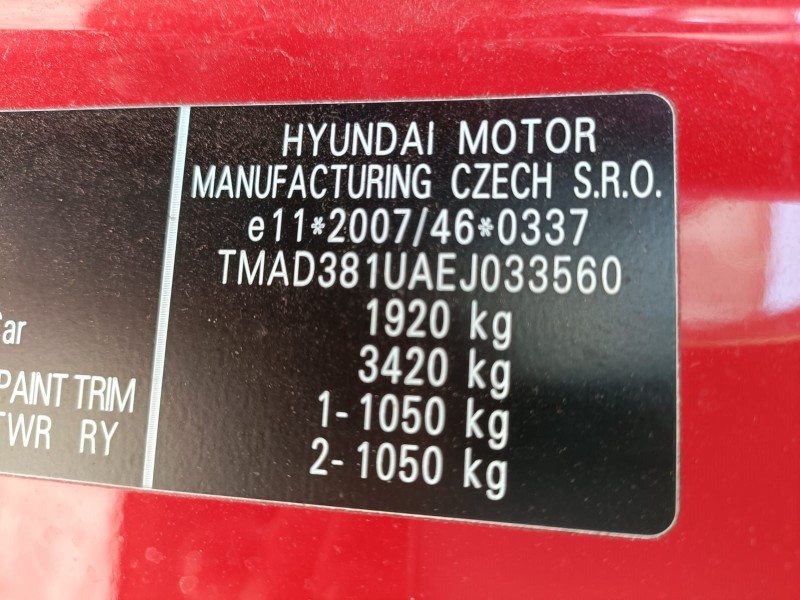 HYUNDAI MOTOR
MANUFACTURING CZECH S.R.O.
e11*2007/46*0337
TMAD381UAEJ033560
1920 kg
3420 kg
1- 1050 kg
2- 1050 kg
Car
PAINT TRIM
TWR RY